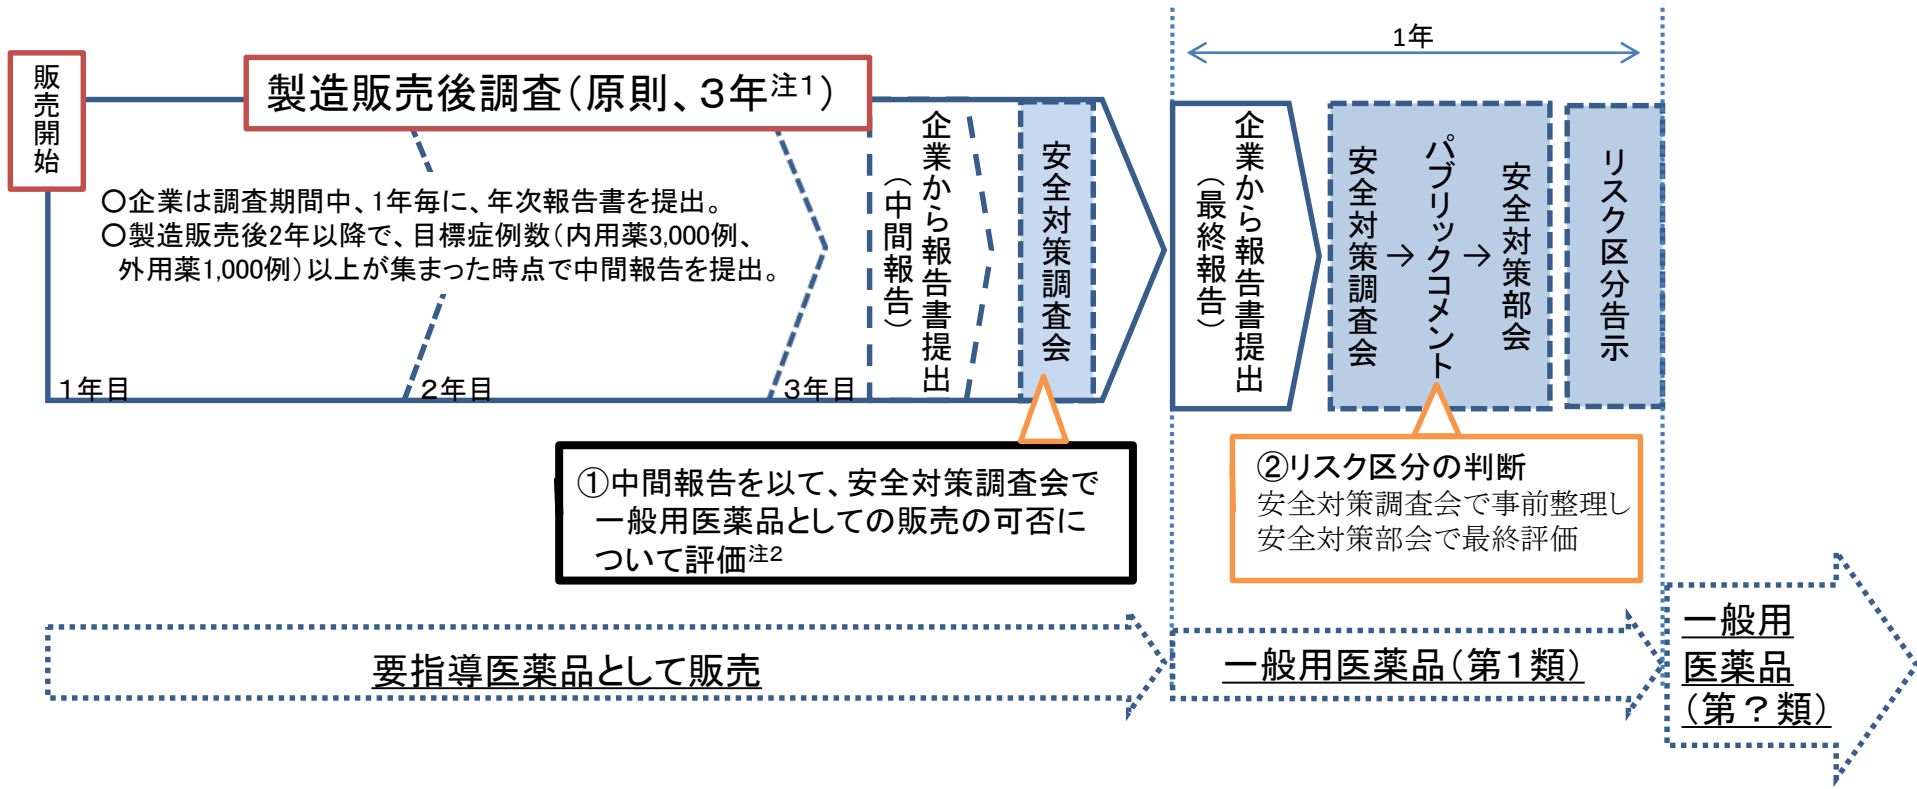 販売開始
製造販売後調査(原則、3年注1)
〇企業は調査期間中、1年毎に、年次報告書を提出。
〇製造販売後2年以降で、目標症例数(内用薬3,000例、
外用薬1,000例)以上が集まった時点で中間報告を提出。
1年目
2年目
3年目
企業から報告書提出
(中間報告)
安全対策調査会
1年
企業から報告書提出
(最終報告)
安全対策調査会
→
パブリックコメント
→
安全対策部会
リスク区分告示
①中間報告を以て、安全対策調査会で
一般用医薬品としての販売の可否に
ついて評価注2
②リスク区分の判断
安全対策調査会で事前整理し
安全対策部会で最終評価
要指導医薬品として販売
一般用医薬品(第1類)
一般用
医薬品
(第?類)